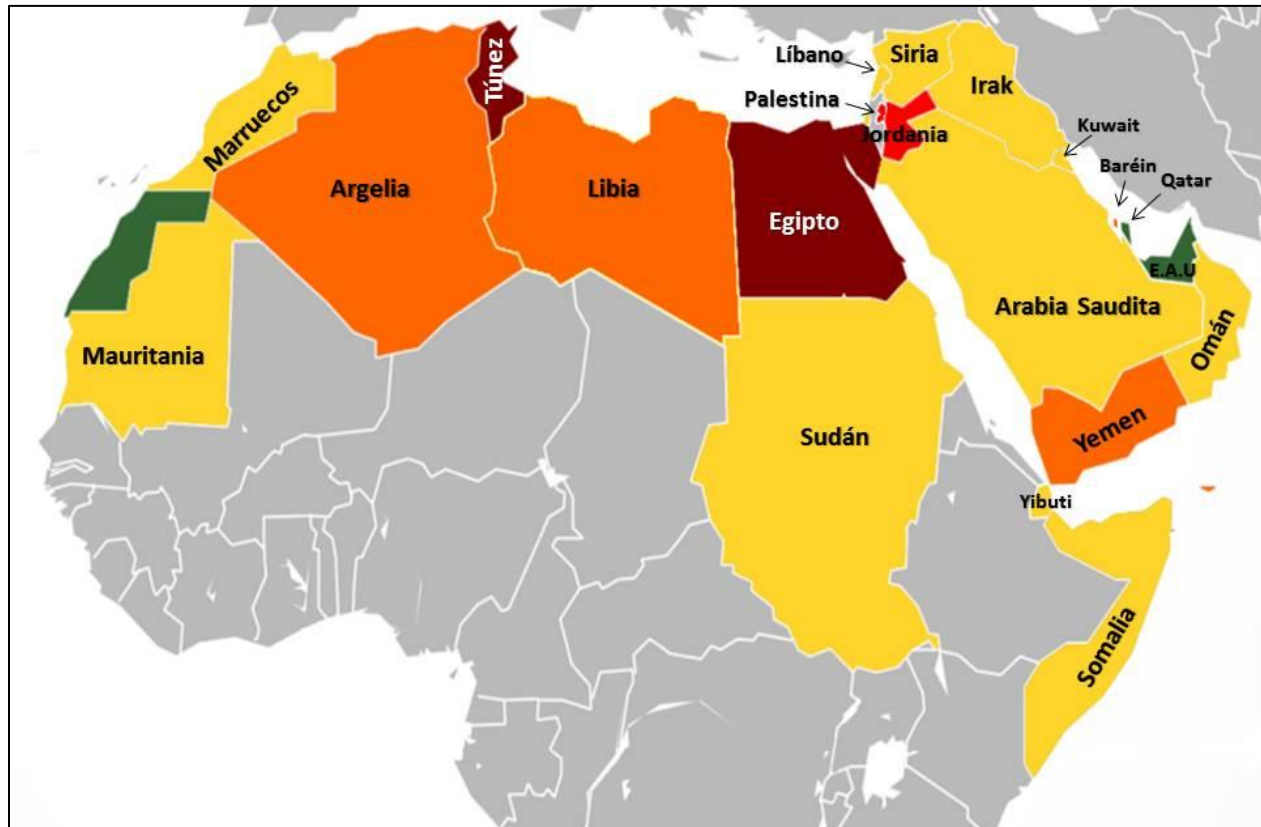 Túnez
Líbano
Siria
Irak
Palestina
Jordania
Kuwait
Baréin
Qatar
Marruecos
Argelia
Libia
Egipto
E.A.U
Arabia Saudita
Omán
Mauritania
Sudán
Yemen
Yibuti
Somalia